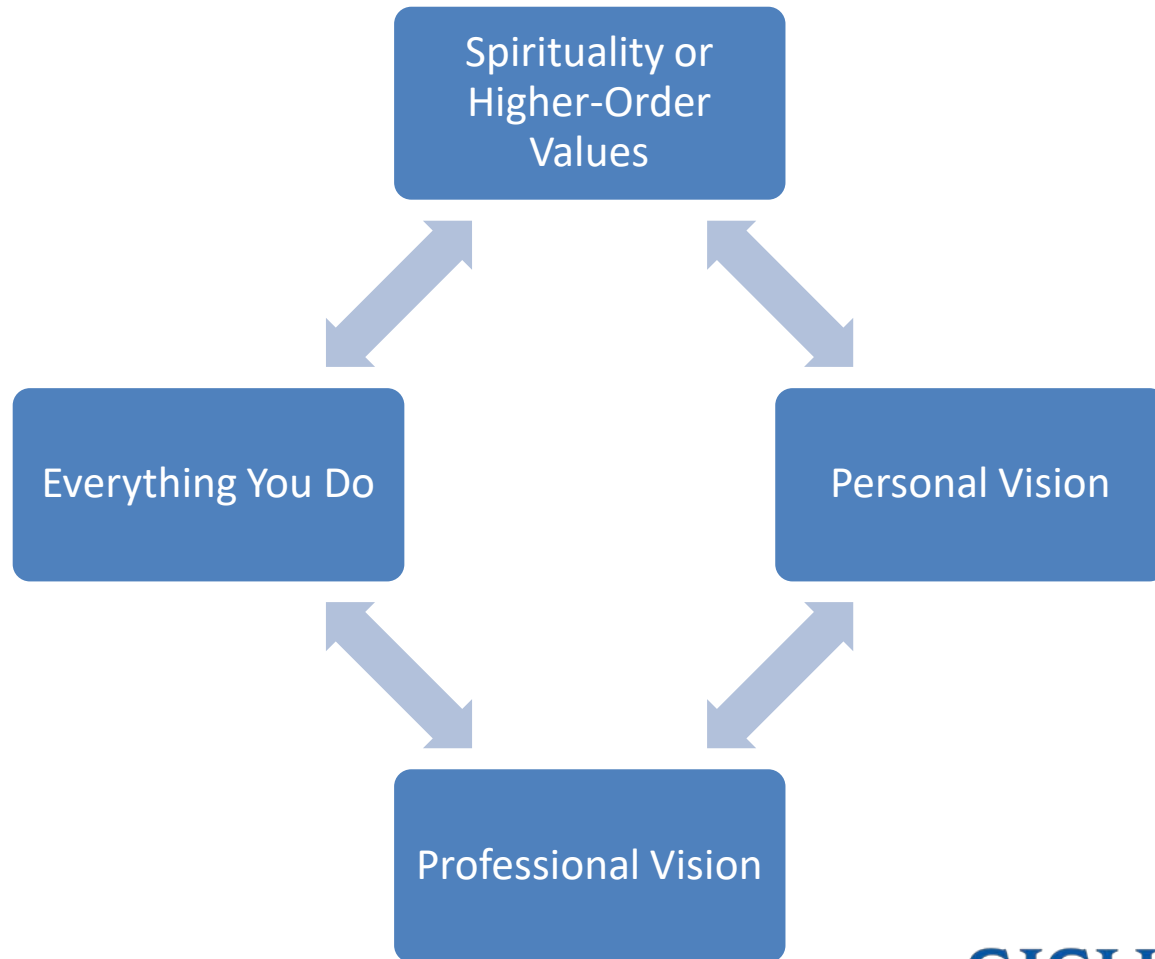 Spirituality or
Higher-Order
Values
Everything You Do
Personal Vision
Professional Vision